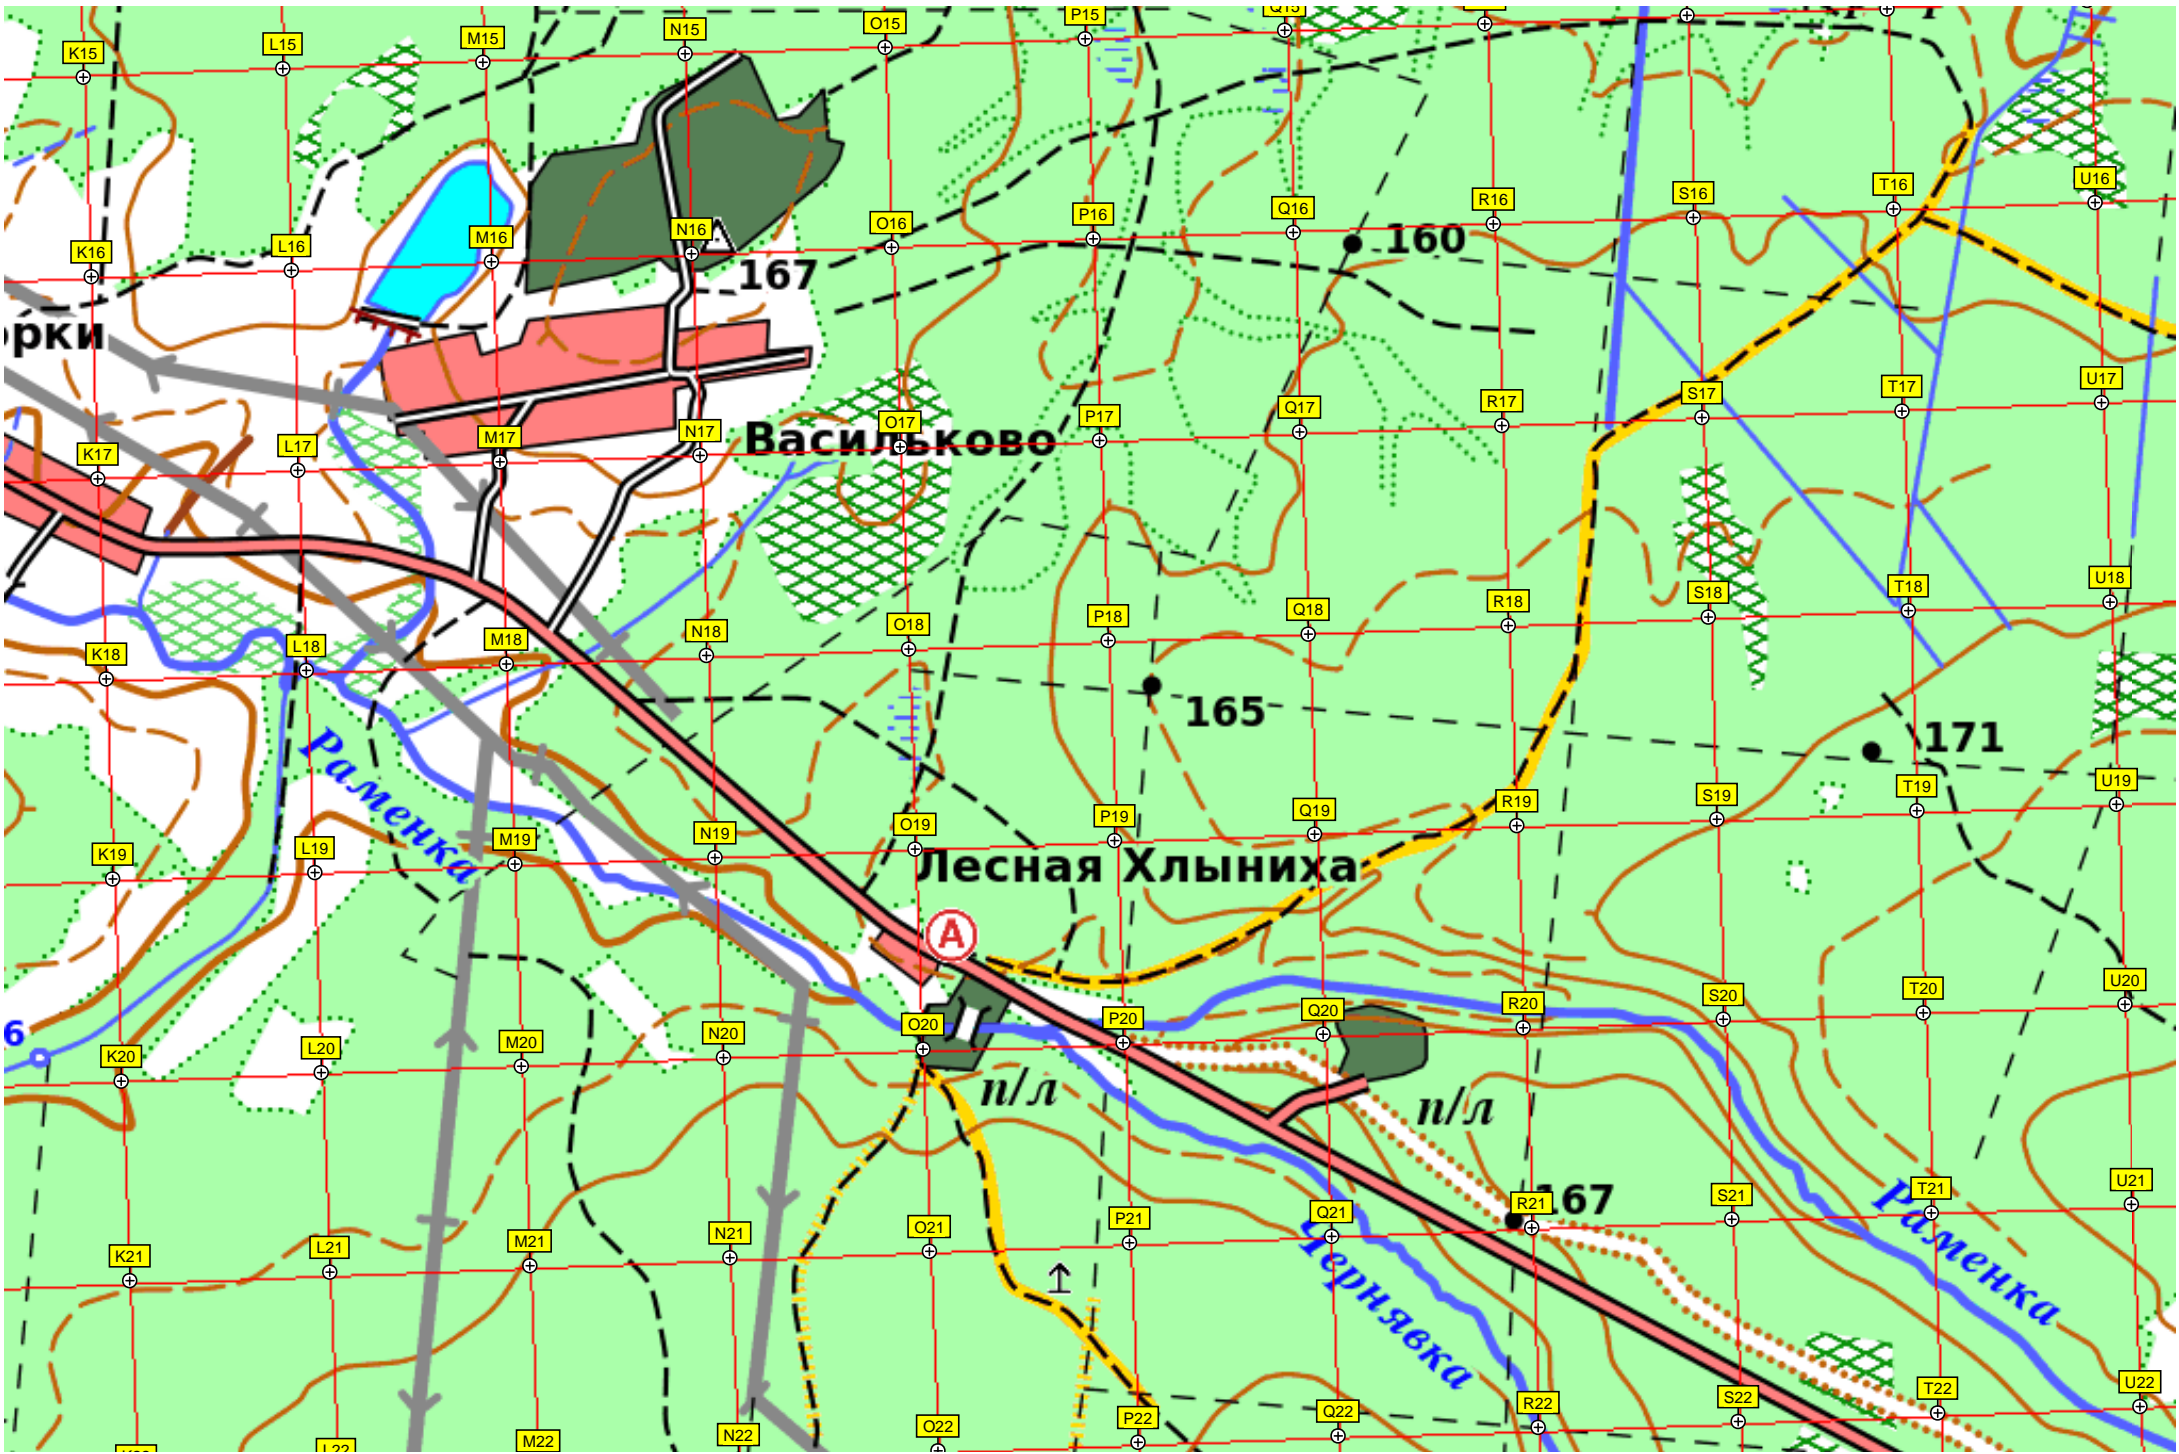 K15 L15 M15 N15 O15 P15 Q15
K16 L16 M16 N16 O16 P16 Q16 R16 S16 T16 U16
160
167
орки
K17 L17 M17 N17 O17 P17 Q17 R17 S17 T17 U17
Васильково
K18 L18 M18 N18 O18 P18 Q18 R18 S18 T18 U18
165
171
Раменка
K19 L19 M19 N19 O19 P19 Q19 R19 S19 T19 U19
Лесная Хлыниха
А
6
K20 L20 M20 N20 O20 P20 Q20 R20 S20 T20 U20
п/л
п/л
K21 L21 M21 N21 O21 P21 Q21 R21 S21 T21 U21
167
Раменка
Чернявка
L22 M22 N22 O22 P22 Q22 R22 S22 T22 U22